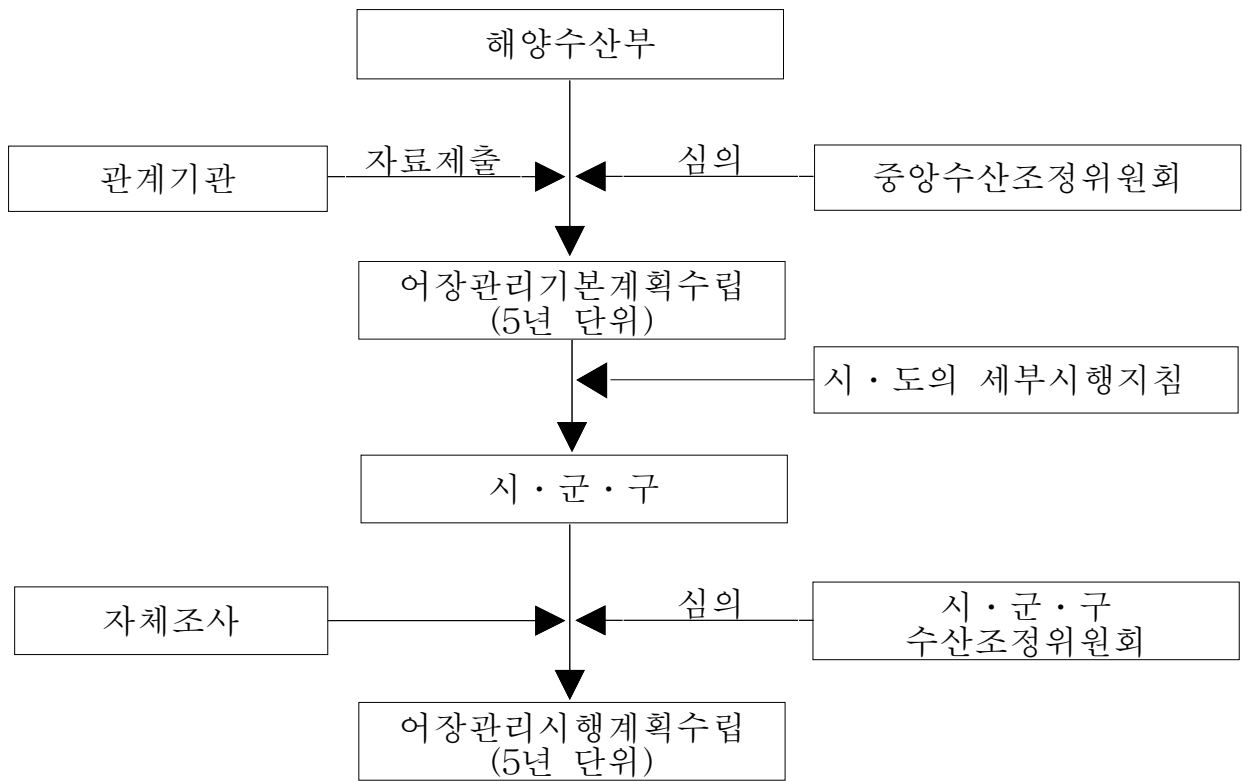 해양수산부
자료제출
심의
관계기관
중앙수산조정위원회
어장관리기본계획수립
(5년 단위)
시·도의 세부시행지침
시·군·구
심의
자체조사
시·군·구
수산조정위원회
어장관리시행계획수립
(5년 단위)